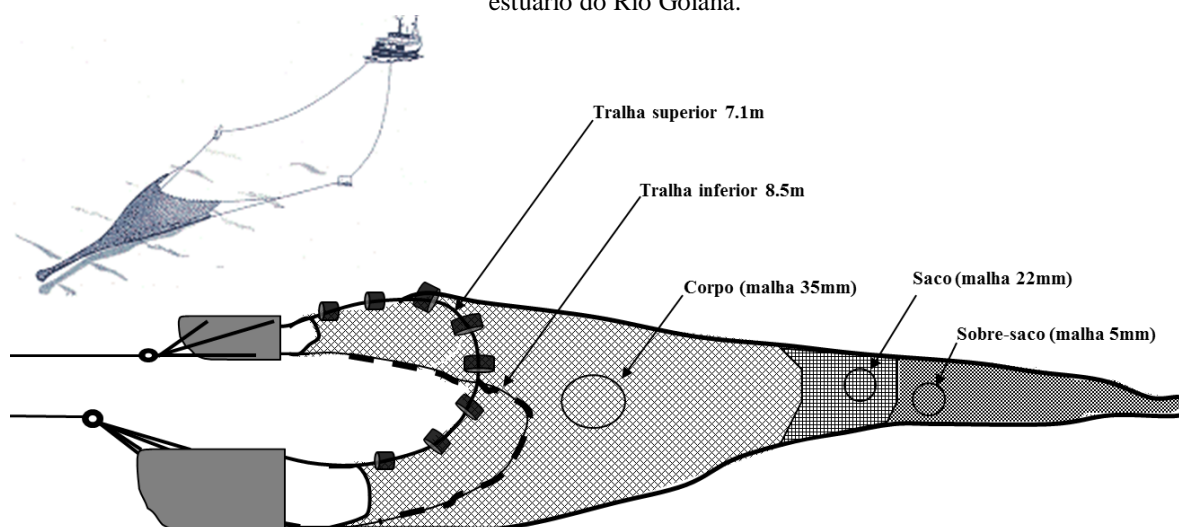 estuário do Rio Goiana.
Tralha superior 7.1m
Tralha inferior 8.5m
Corpo (malha 35mm)
Saco (malha 22mm)
Sobre-saco (malha 5mm)